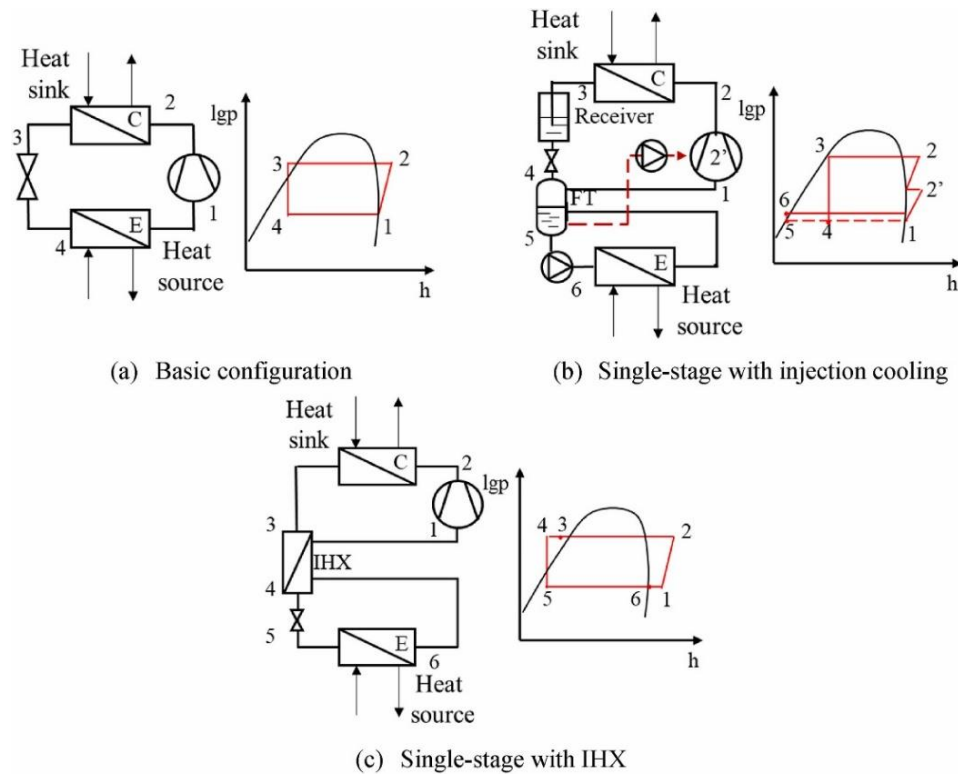 Heat
sink
C
2
3
1
E
4
Heat
source
lgp
3
2
4
1
h
(a) Basic configuration
Heat
sink
C
3
2
Receiver
2'
4
1
FT
5
E
6
Heat
source
lgp
3
2
6
2'
5
4
1
h
(b) Single-stage with injection cooling
Heat
sink
C
2
1
3
IHX
4
5
E
6
Heat
source
lgp
4 3
2
5
6 1
h
(c) Single-stage with IHX